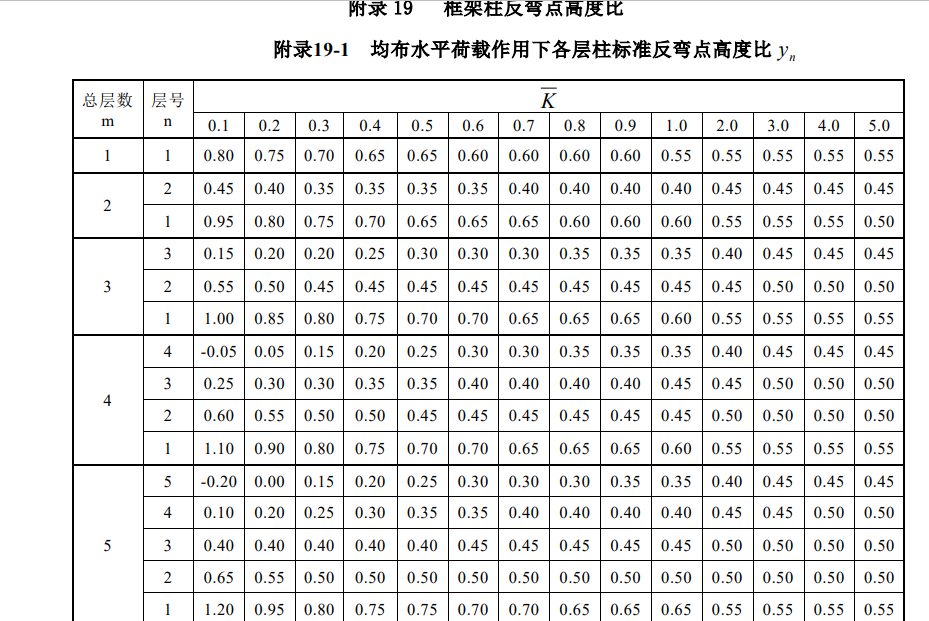 附录 19 框架柱反弯点高度比
附录19-1 均布水平荷载作用下各层柱标准反弯点高度比 yn
总层数 m 层号 n K̅
0.1 0.2 0.3 0.4 0.5 0.6 0.7 0.8 0.9 1.0 2.0 3.0 4.0 5.0
1 1 0.80 0.75 0.70 0.65 0.65 0.60 0.60 0.60 0.60 0.55 0.55 0.55 0.55 0.55
2 2 0.45 0.40 0.35 0.35 0.35 0.35 0.40 0.40 0.40 0.40 0.45 0.45 0.45 0.45
1 0.95 0.80 0.75 0.70 0.65 0.65 0.65 0.60 0.60 0.60 0.55 0.55 0.55 0.50
3 3 0.15 0.20 0.20 0.25 0.30 0.30 0.30 0.35 0.35 0.35 0.40 0.45 0.45 0.45
2 0.55 0.50 0.45 0.45 0.45 0.45 0.45 0.45 0.45 0.45 0.45 0.50 0.50 0.50
1 1.00 0.85 0.80 0.75 0.70 0.70 0.65 0.65 0.65 0.60 0.55 0.55 0.55 0.55
4 4 -0.05 0.05 0.15 0.20 0.25 0.30 0.30 0.35 0.35 0.35 0.40 0.45 0.45 0.45
3 0.25 0.30 0.30 0.35 0.35 0.40 0.40 0.40 0.40 0.45 0.45 0.50 0.50 0.50
2 0.60 0.55 0.50 0.50 0.45 0.45 0.45 0.45 0.45 0.45 0.50 0.50 0.50 0.50
1 1.10 0.90 0.80 0.75 0.70 0.70 0.65 0.65 0.65 0.60 0.55 0.55 0.55 0.55
5 5 -0.20 0.00 0.15 0.20 0.25 0.30 0.30 0.30 0.35 0.35 0.40 0.45 0.45 0.45
4 0.10 0.20 0.25 0.30 0.35 0.35 0.40 0.40 0.40 0.40 0.45 0.45 0.50 0.50
3 0.40 0.40 0.40 0.40 0.40 0.45 0.45 0.45 0.45 0.45 0.50 0.50 0.50 0.50
2 0.65 0.55 0.50 0.50 0.50 0.50 0.50 0.50 0.50 0.50 0.50 0.50 0.50 0.50
1 1.20 0.95 0.80 0.75 0.75 0.70 0.70 0.65 0.65 0.65 0.55 0.55 0.55 0.55